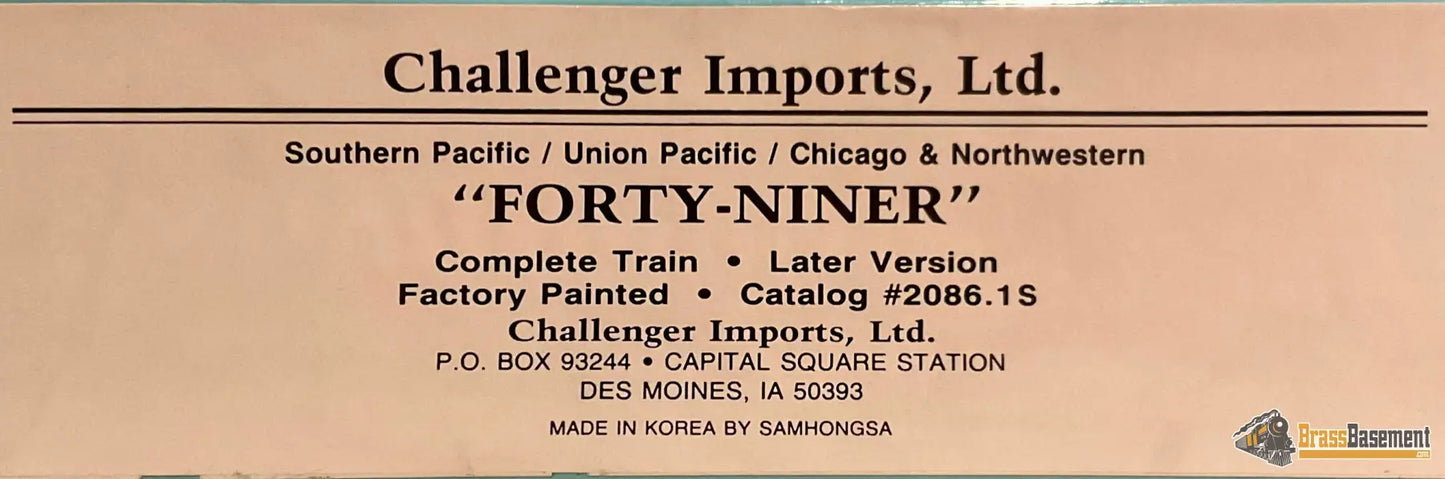 Challenger Imports, Ltd.
Southern Pacific / Union Pacific / Chicago & Northwestern
“FORTY-NINER”
Complete Train • Later Version
Factory Painted • Catalog #2086.1S
Challenger Imports, Ltd.
P.O. BOX 93244 • CAPITAL SQUARE STATION
DES MOINES, IA 50393
MADE IN KOREA BY SAMHONGSA
BrassBasement
.com